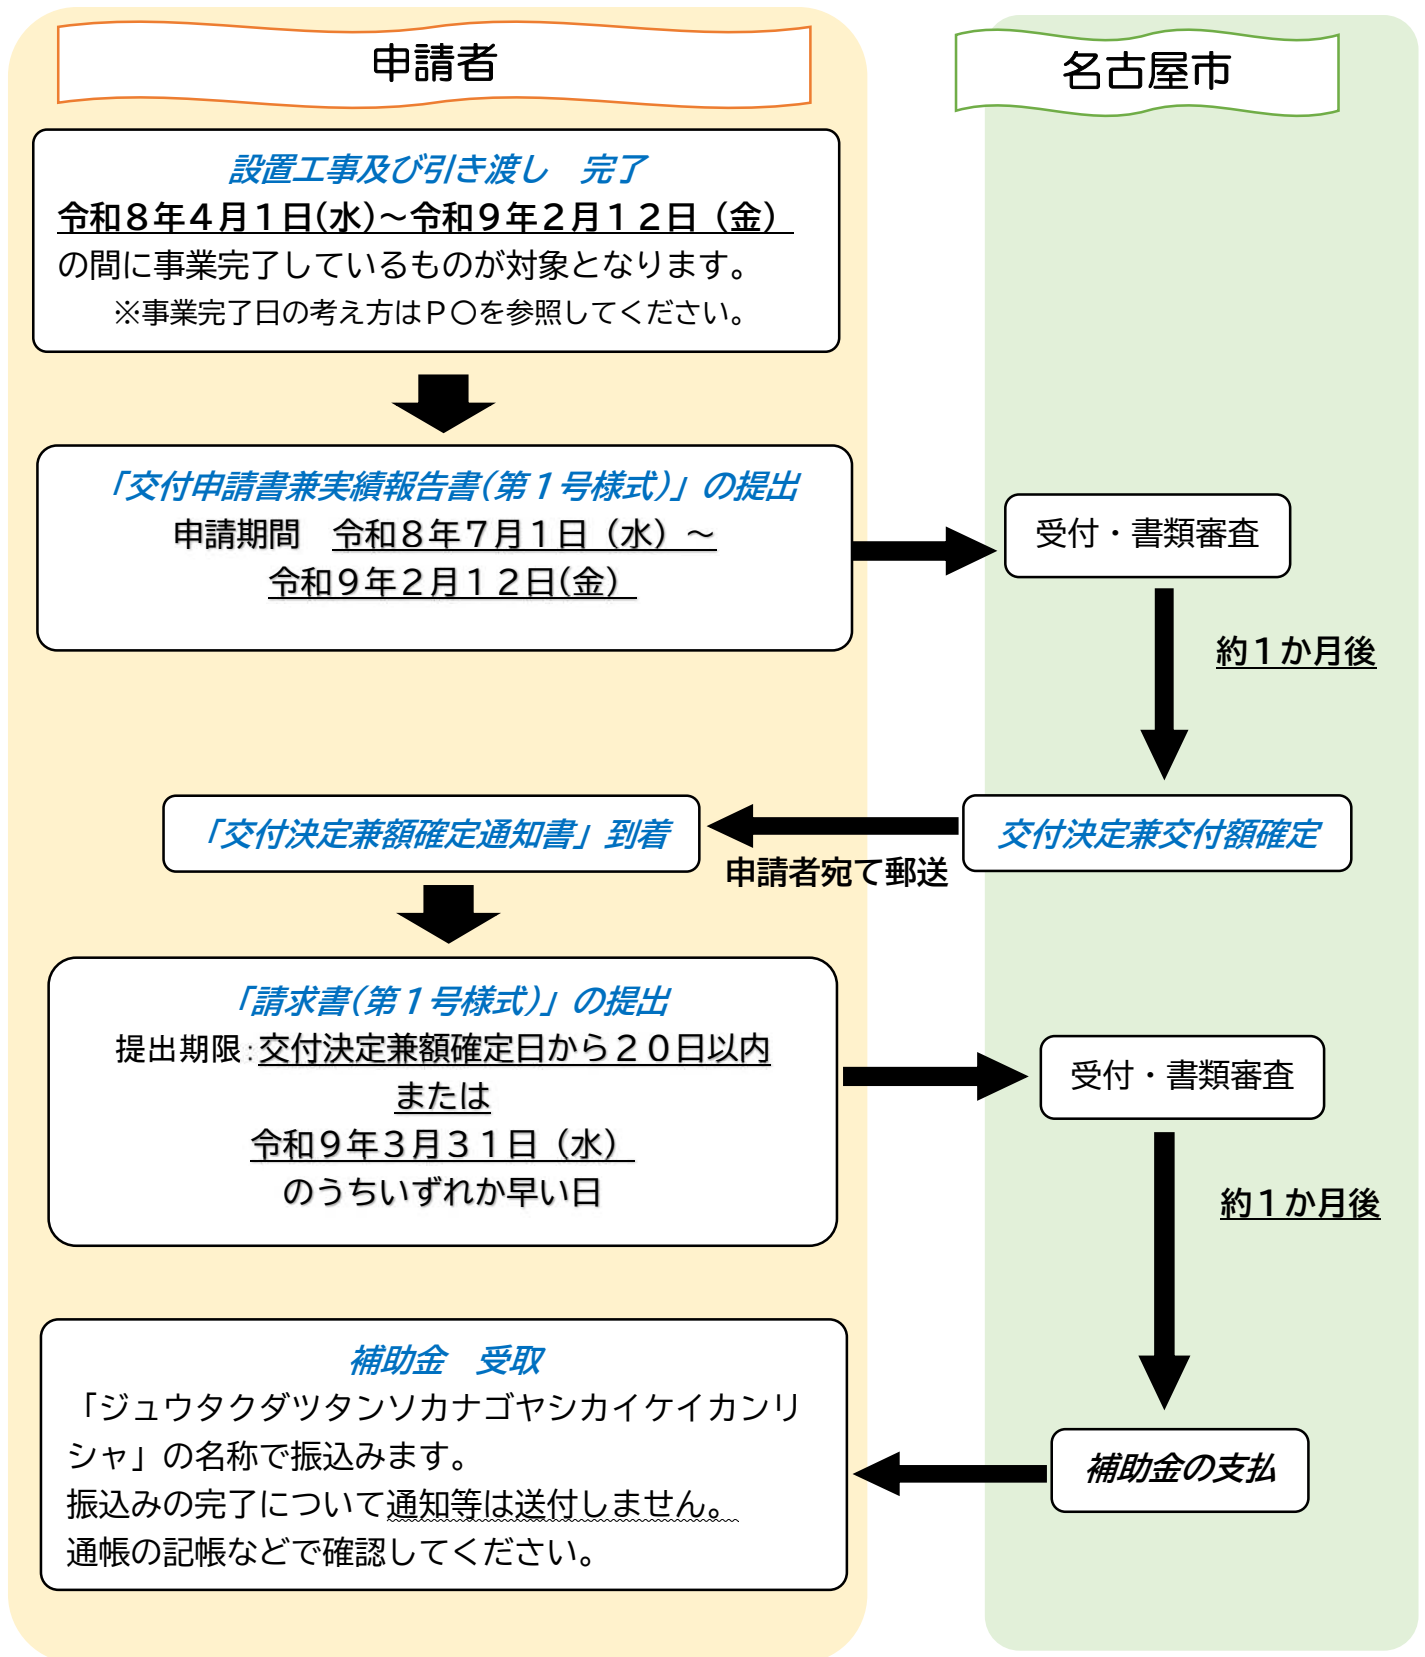 申請者
名古屋市
設置工事及び引き渡し　完了
令和８年４月１日(水)～令和９年２月１２日（金）
の間に事業完了しているものが対象となります。
※事業完了日の考え方はＰ〇を参照してください。
「交付申請書兼実績報告書(第１号様式)」の提出
申請期間　令和８年７月１日（水）～
令和９年２月１２日(金）
受付・書類審査
約１か月後
交付決定兼交付額確定
申請者宛て郵送
「交付決定兼額確定通知書」到着
「請求書(第１号様式)」の提出
提出期限:交付決定兼額確定日から２０日以内
または
令和９年３月３１日（水）
のうちいずれか早い日
受付・書類審査
約１か月後
補助金の支払
補助金　受取
「ジュウタクダツタンソカナゴヤシカイケイカンリ
シャ」の名称で振込みます。
振込みの完了について通知等は送付しません。
通帳の記帳などで確認してください。